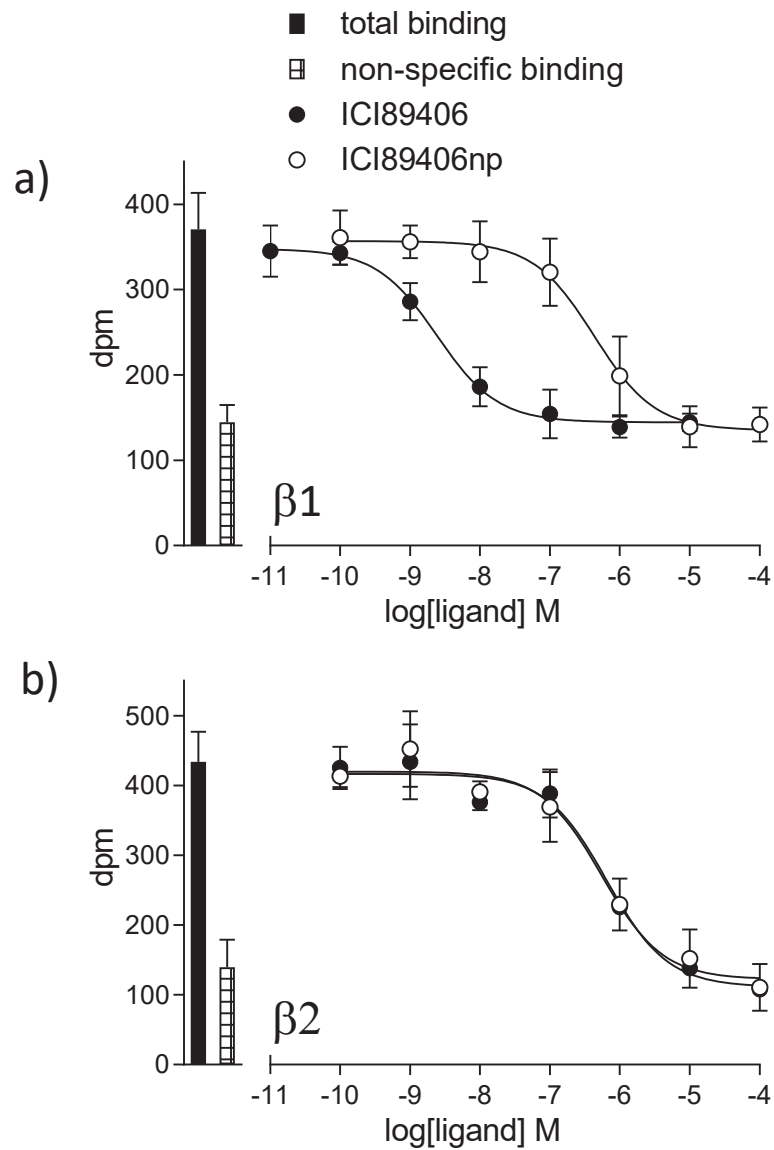 total binding
non-specific binding
ICI89406
ICI89406np
a)
400
300
200
100
0
dpm
β1
-11 -10 -9 -8 -7 -6 -5 -4
log[ligand] M
b)
500
400
300
200
100
0
dpm
β2
-11 -10 -9 -8 -7 -6 -5 -4
log[ligand] M